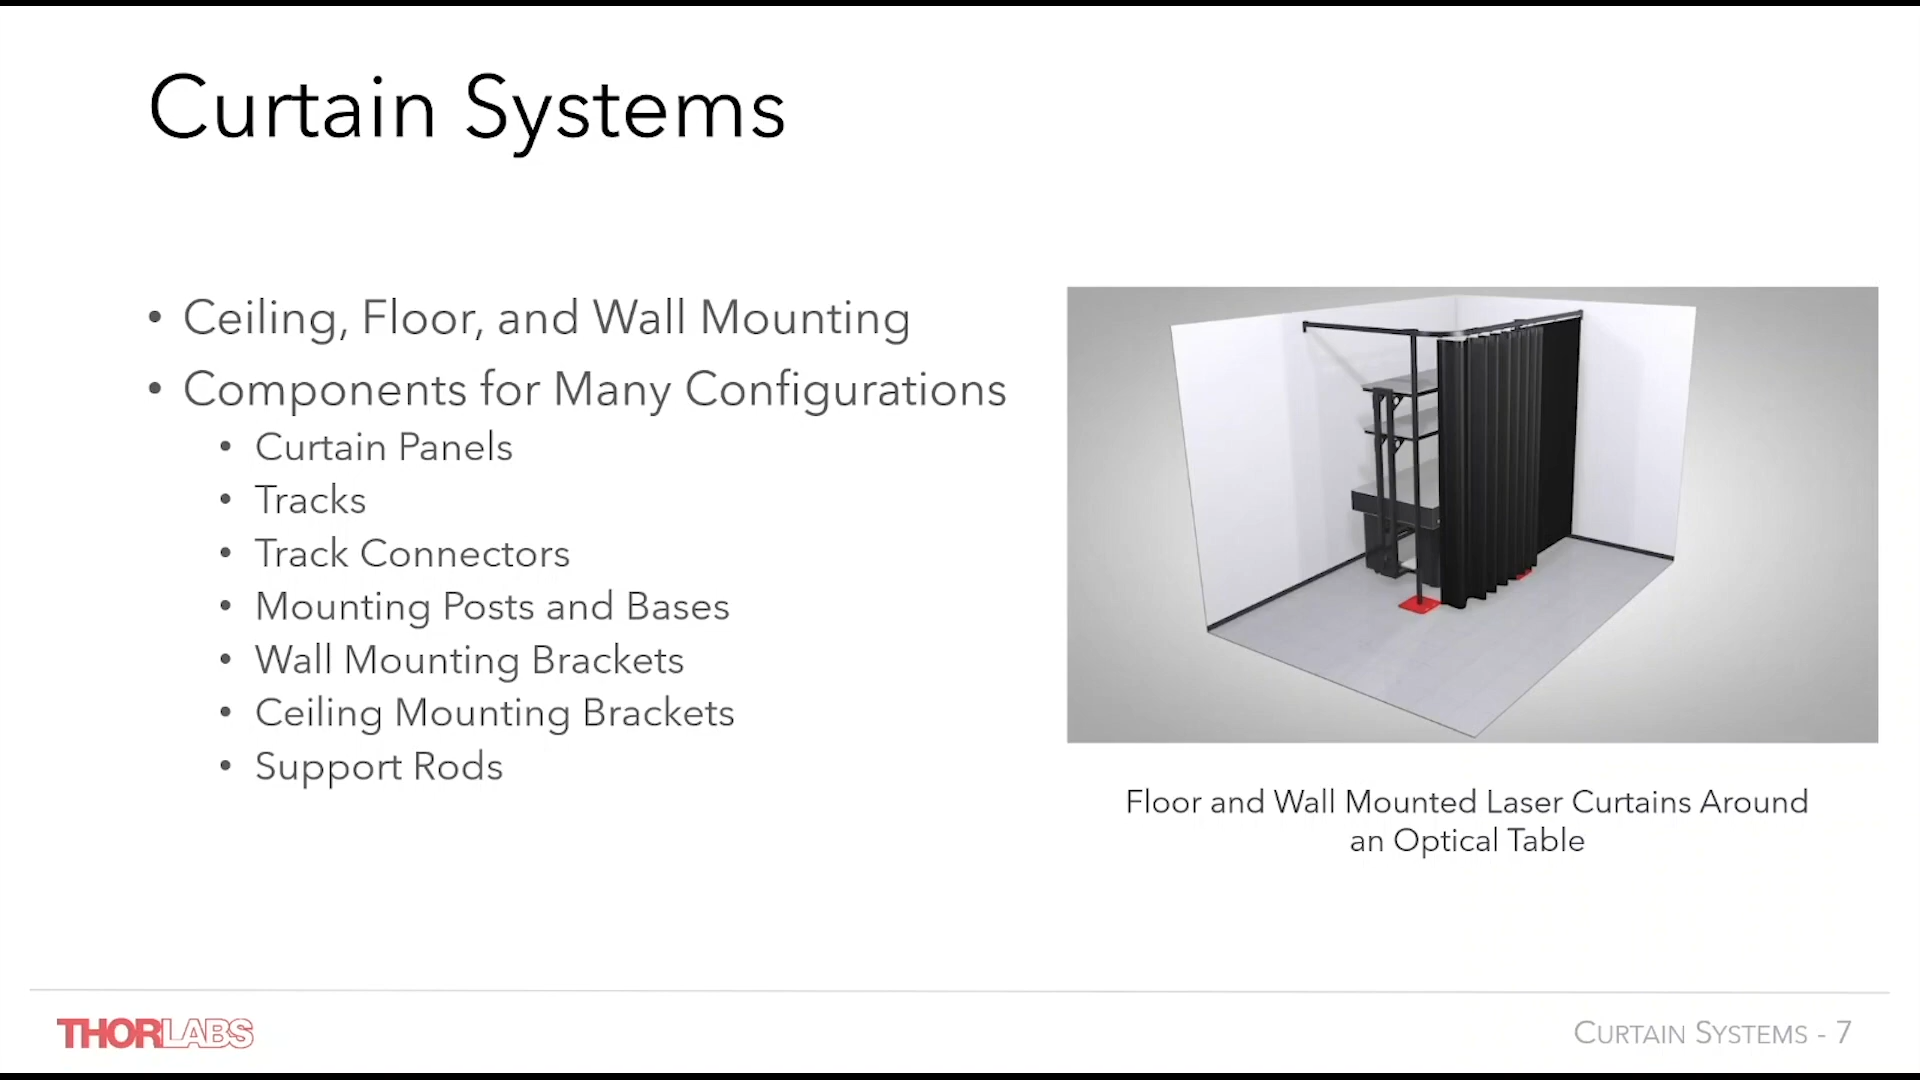 Curtain Systems
• Ceiling, Floor, and Wall Mounting
• Components for Many Configurations
• Curtain Panels
• Tracks
• Track Connectors
• Mounting Posts and Bases
• Wall Mounting Brackets
• Ceiling Mounting Brackets
• Support Rods
Floor and Wall Mounted Laser Curtains Around
an Optical Table
THORLABS
CURTAIN SYSTEMS - 7